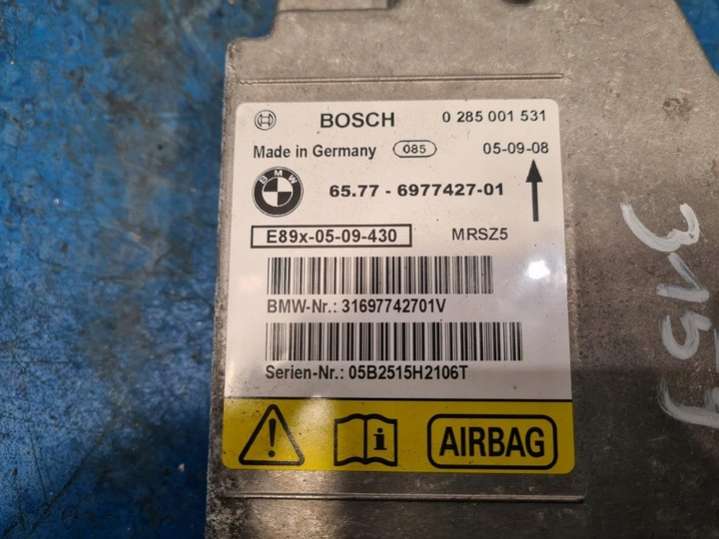 BOSCH 0 285 001 531
Made in Germany 085 05-09-08
BMW 65.77 - 6977427-01
E89x-05-09-430 MRSZ5
BMW-Nr.: 31697742701V
Serien-Nr.: 05B2515H2106T
AIRBAG